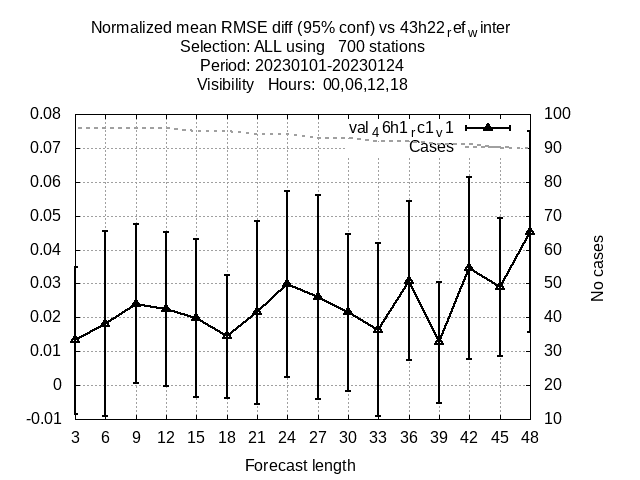 Normalized mean RMSE diff (95% conf) vs 43h22refwinter
Selection: ALL using 700 stations
Period: 20230101-20230124
Visibility Hours: 00,06,12,18
0.08
0.07
0.06
0.05
0.04
0.03
0.02
0.01
0
-0.01
val46h1rc1v1
Cases
100
90
80
70
60
50
40
30
20
10
No cases
3 6 9 12 15 18 21 24 27 30 33 36 39 42 45 48
Forecast length